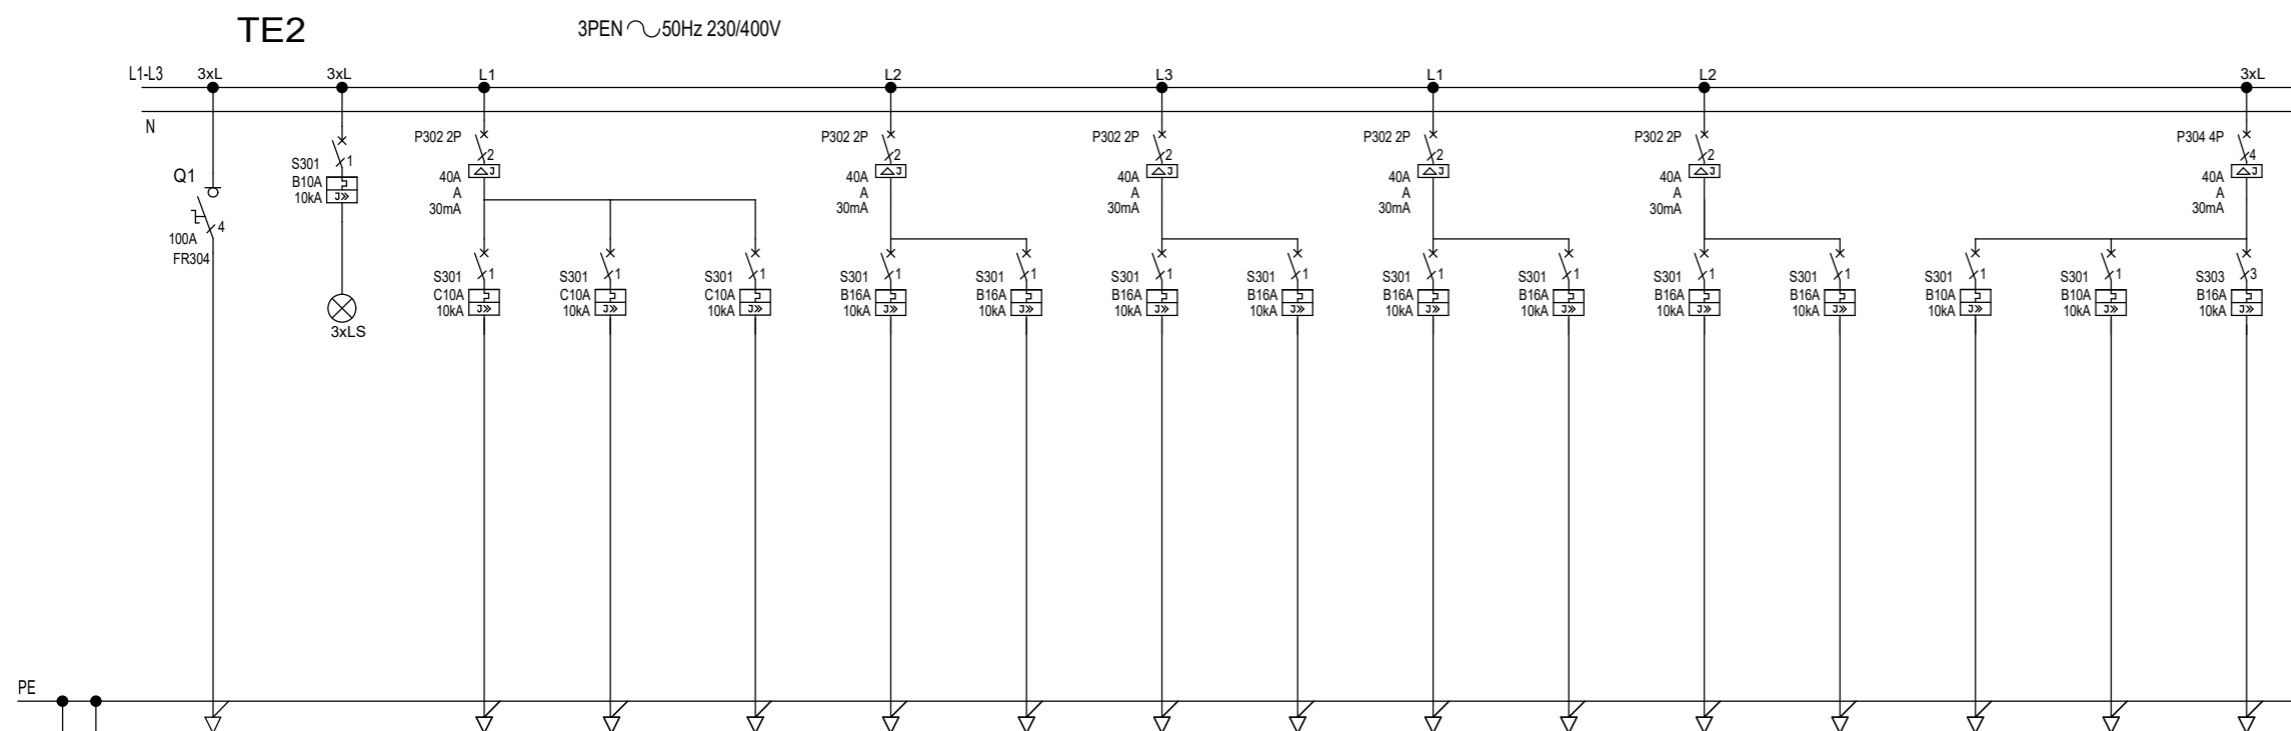 TE2
3PEN 50Hz 230/400V
L1-L3 3xL 3xL L1 L2 L3 L1 L2 3xL
N
P302 2P P302 2P P302 2P P302 2P P302 2P P304 4P
2 2 2 2 2 4
S301 1
Q1 B10A 40A 40A 40A 40A 40A 40A
10kA A A A A A A
30mA 30mA 30mA 30mA 30mA 30mA
4
100A
FR304
S301 1 S301 1 S301 1 S301 1 S301 1 S301 1 S301 1 S301 1 S301 1 S301 1 S301 1 S301 1 S301 1 S303 3
C10A C10A C10A B16A B16A B16A B16A B16A B16A B16A B16A B10A B10A B16A
10kA 10kA 10kA 10kA 10kA 10kA 10kA 10kA 10kA 10kA 10kA 10kA 10kA 10kA
3xLS
PE